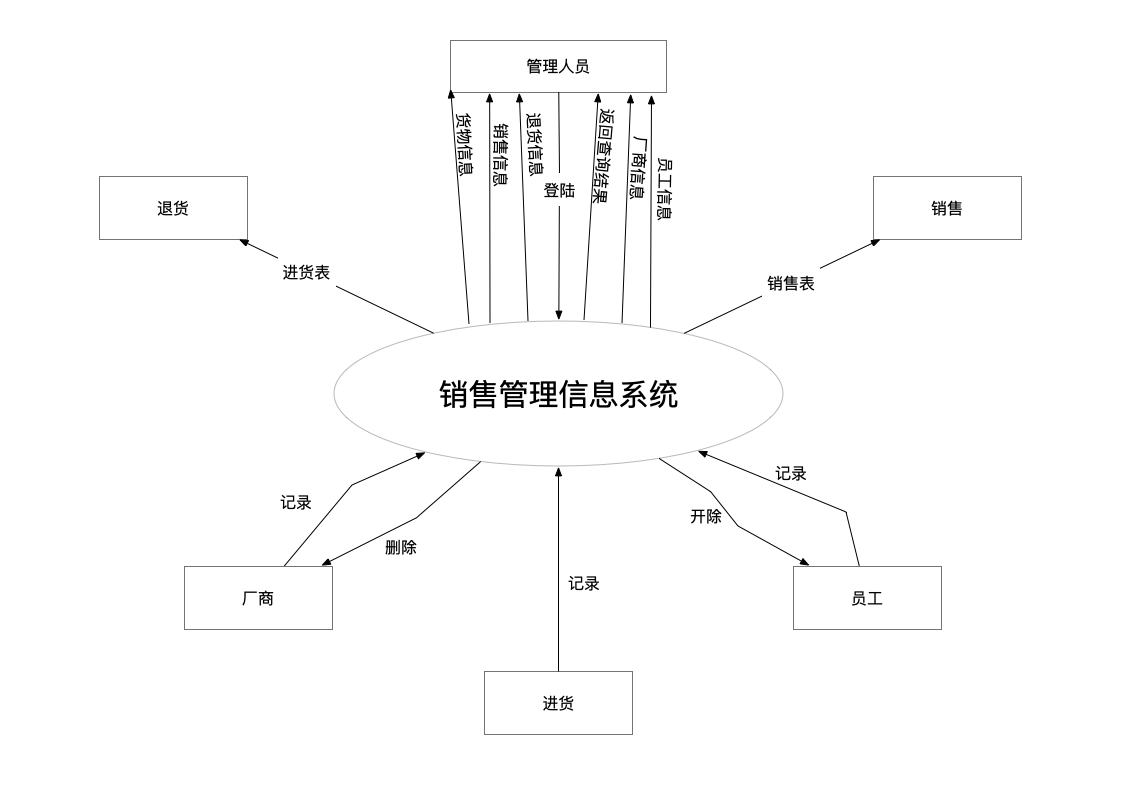 管理人员
货物信息
销售信息
退货信息
登陆
返回查询结果
厂商信息
员工信息
退货
销售
进货表
销售表
销售管理信息系统
记录
删除
开除
记录
厂商
记录
员工
进货